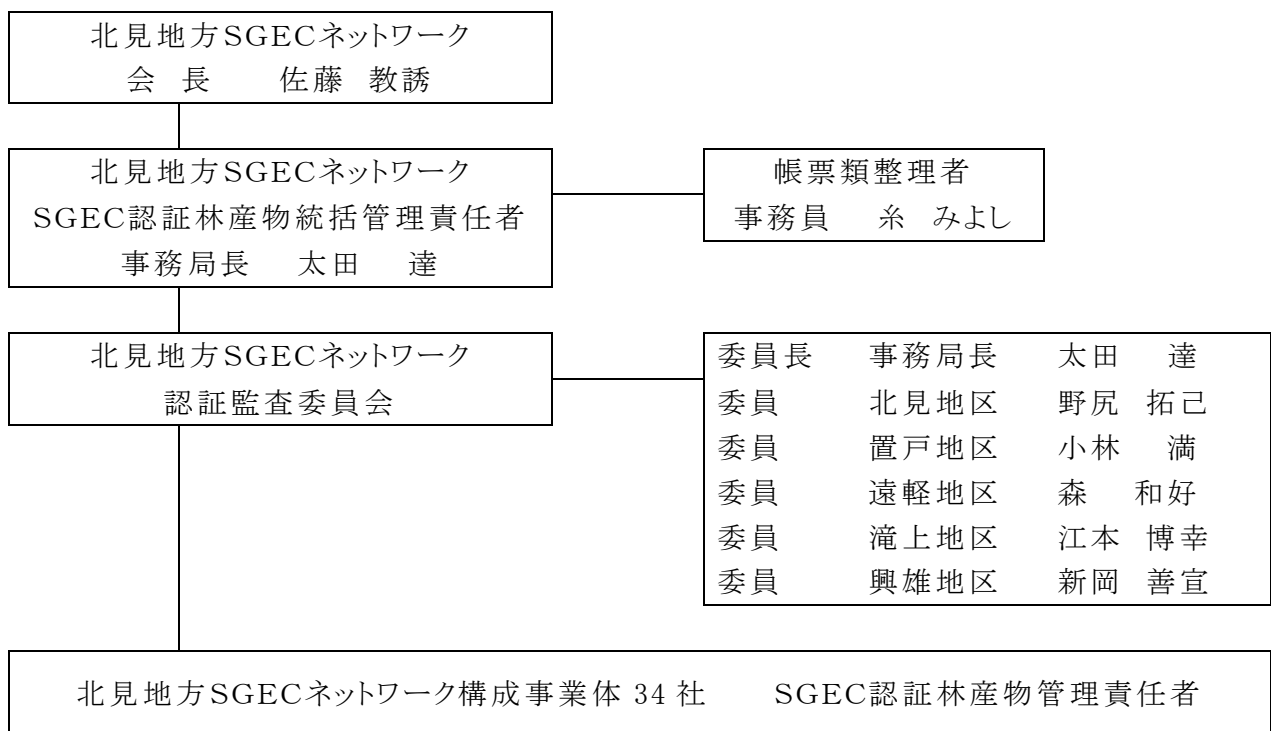 北見地方SGECネットワーク
会 長 佐藤 教誘
北見地方SGECネットワーク
SGEC認証林産物統括管理責任者
事務局長 太田 達
帳票類整理者
事務員 糸 みよし
北見地方SGECネットワーク
認証監査委員会
委員長 事務局長 太田 達
委員 北見地区 野尻 拓己
委員 置戸地区 小林 満
委員 遠軽地区 森 和好
委員 滝上地区 江本 博幸
委員 興雄地区 新岡 善宣
北見地方SGECネットワーク構成事業体 34 社 SGEC認証林産物管理責任者